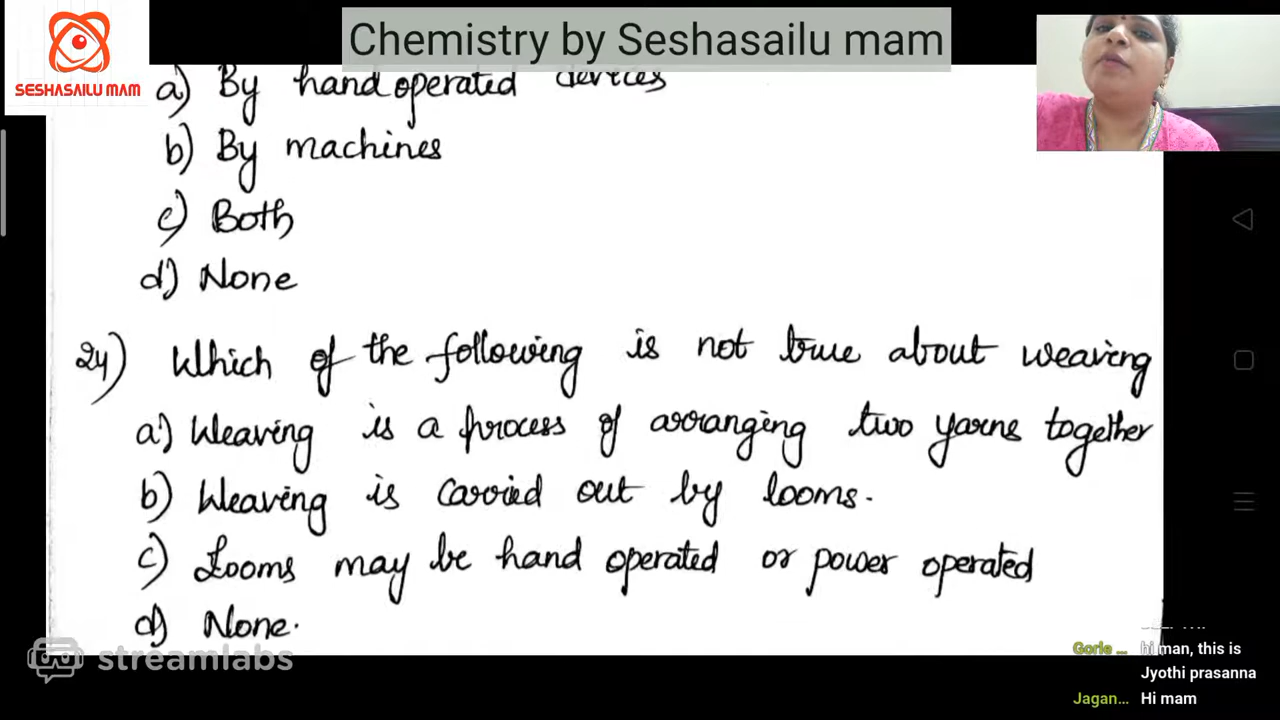 Chemistry by Seshasailu mam
SESHASAILU MAM
a) By hand operated devices
b) By machines
c) Both
d) None
24) Which of the following is not true about weaving
a) Weaving is a process of arranging two yarns together
b) Weaving is carried out by looms.
c) Looms may be hand operated or power operated
d) None.
streamlabs
Gorle ... hi man, this is
Jyothi prasanna
Jagan... Hi mam